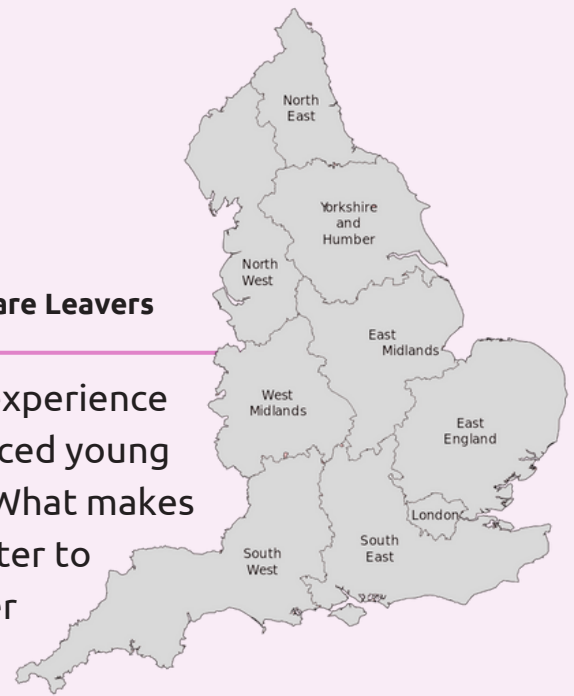 North
East
Yorkshire
and
Humber
North
West
are Leavers
East
Midlands
xperience
West
Midlands
ced young
East
England
What makes
London
ter to
South
West
South
East
r